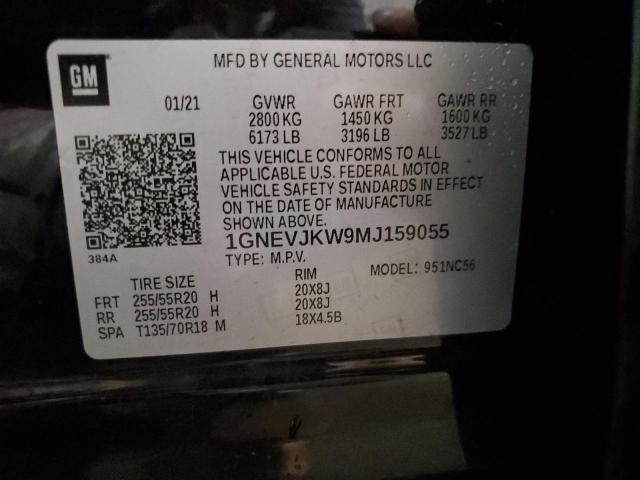 GM
MFD BY GENERAL MOTORS LLC
01/21 GVWR GAWR FRT GAWR RR
2800 KG 1450 KG 1600 KG
6173 LB 3196 LB 3527 LB
THIS VEHICLE CONFORMS TO ALL
APPLICABLE U.S. FEDERAL MOTOR
VEHICLE SAFETY STANDARDS IN EFFECT
ON THE DATE OF MANUFACTURE
SHOWN ABOVE.
1GNEVJKW9MJ159055
384A
TYPE: M.P.V. MODEL: 951NC56
TIRE SIZE RIM
FRT 255/55R20 H 20X8J
RR 255/55R20 H 20X8J
SPA T135/70R18 M 18X4.5B